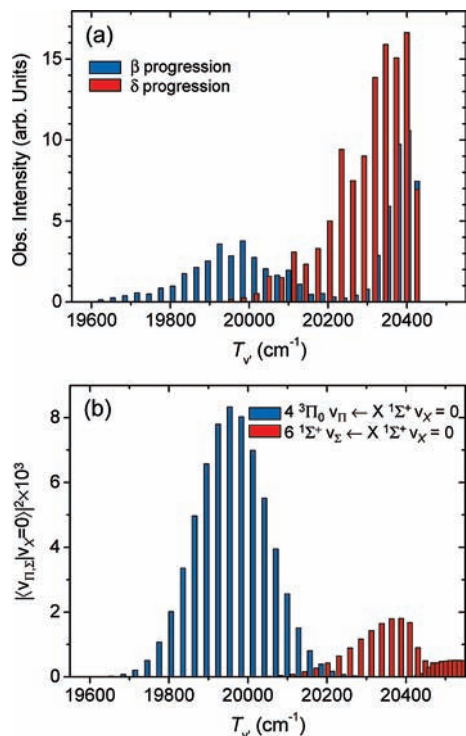 (a)
β progression
δ progression
Obs. Intensity (arb. Units)
15
10
5
0
19600 19800 20000 20200 20400
Tᵥ' (cm⁻¹)
(b)
4 ³Π₀ v_Π ← X ¹Σ⁺ v_X = 0
6 ¹Σ⁺ v_Σ ← X ¹Σ⁺ v_X = 0
|⟨v_Π,Σ|v_X=0⟩|²×10³
8
6
4
2
0
19600 19800 20000 20200 20400
Tᵥ' (cm⁻¹)